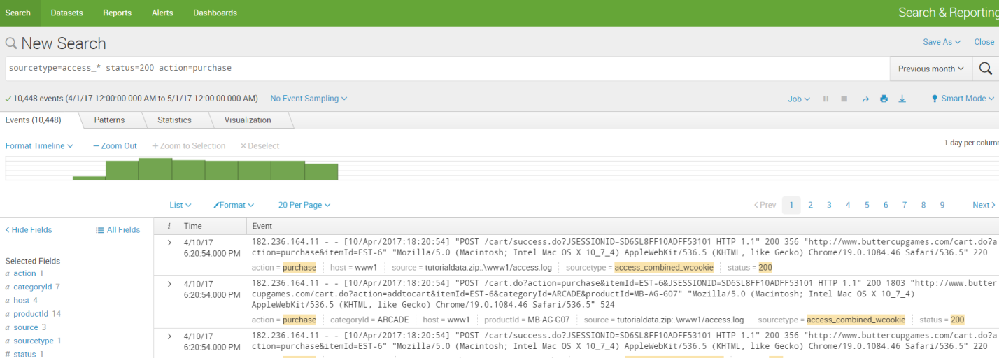 Search Datasets Reports Alerts Dashboards Search & Reporting
New Search Save As Close
sourcetype=access_* status=200 action=purchase Previous month
10,448 events (4/1/17 12:00:00.000 AM to 5/1/17 12:00:00.000 AM) No Event Sampling Job Smart Mode
Events (10,448) Patterns Statistics Visualization
Format Timeline Zoom Out Zoom to Selection Deselect 1 day per column
List Format 20 Per Page Prev 1 2 3 4 5 6 7 8 9 ... Next
Hide Fields All Fields
Selected Fields
a action 1
a categoryId 7
a host 4
a productId 14
a source 3
a sourcetype 1
# status 1
i Time Event
4/10/17
6:20:54.000 PM
182.236.164.11 - - [10/Apr/2017:18:20:54] "POST /cart/success.do?JSESSIONID=SD6SL8FF10ADFF53101 HTTP 1.1" 200 356 "http://www.buttercupgames.com/cart.do?a
ction=purchase&itemId=EST-6" "Mozilla/5.0 (Macintosh; Intel Mac OS X 10_7_4) AppleWebKit/536.5 (KHTML, like Gecko) Chrome/19.0.1084.46 Safari/536.5" 220
action = purchase host = www1 source = tutorialdata.zip:.\www1/access.log sourcetype = access_combined_wcookie status = 200
4/10/17
6:20:54.000 PM
182.236.164.11 - - [10/Apr/2017:18:20:54] "POST /cart.do?action=purchase&itemId=EST-6&JSESSIONID=SD6SL8FF10ADFF53101 HTTP 1.1" 200 1803 "http://www.butter
cupgames.com/cart.do?action=addtocart&itemId=EST-6&categoryId=ARCADE&productId=MB-AG-G07" "Mozilla/5.0 (Macintosh; Intel Mac OS X 10_7_4)
AppleWebKit/536.5 (KHTML, like Gecko) Chrome/19.0.1084.46 Safari/536.5" 524
action = purchase categoryId = ARCADE host = www1 productId = MB-AG-G07 source = tutorialdata.zip:.\www1/access.log sourcetype = access_combined_wcookie status = 200
4/10/17
6:20:54.000 PM
182.236.164.11 - - [10/Apr/2017:18:20:54] "POST /cart/success.do?JSESSIONID=SD6SL8FF10ADFF53101 HTTP 1.1" 200 356 "http://www.buttercupgames.com/cart.do?a
ction=purchase&itemId=EST-6" "Mozilla/5.0 (Macintosh; Intel Mac OS X 10_7_4) AppleWebKit/536.5 (KHTML, like Gecko) Chrome/19.0.1084.46 Safari/536.5" 220